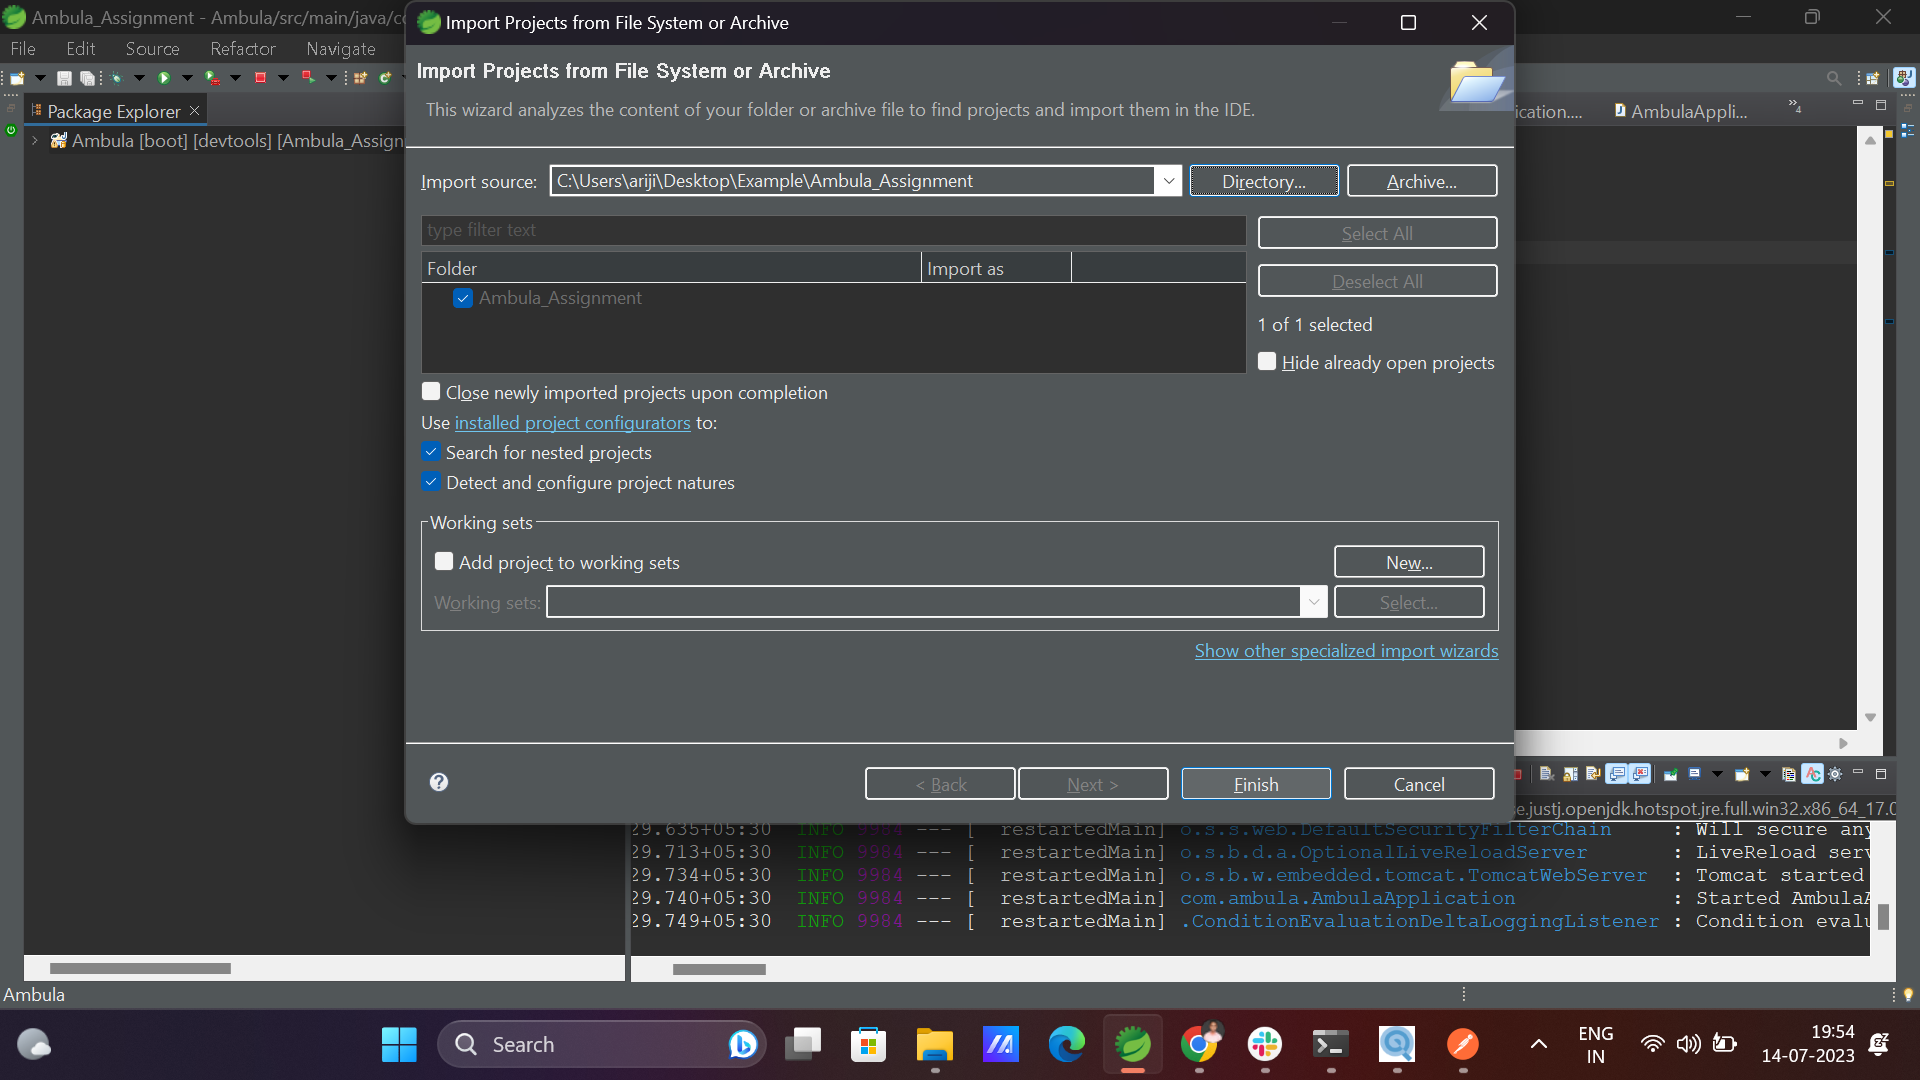 Ambula_Assignment - Ambula/src/main/java/c
Import Projects from File System or Archive
File Edit Source Refactor Navigate
Import Projects from File System or Archive
This wizard analyzes the content of your folder or archive file to find projects and import them in the IDE.
Package Explorer
ication....
AmbulaAppli...
4
Ambula [boot] [devtools] [Ambula_Assign
Import source: C:\Users\ariji\Desktop\Example\Ambula_Assignment Directory... Archive...
type filter text
Select All
Folder Import as
Deselect All
Ambula_Assignment
1 of 1 selected
Hide already open projects
Close newly imported projects upon completion
Use installed project configurators to:
Search for nested projects
Detect and configure project natures
Working sets
Add project to working sets New...
Working sets: Select...
Show other specialized import wizards
< Back Next > Finish Cancel
e.justj.openjdk.hotspot.jre.full.win32.x86_64_17.0
29.635+05:30 INFO 9984 --- [ restartedMain] o.s.s.web.DefaultSecurityFilterChain : Will secure any
29.713+05:30 INFO 9984 --- [ restartedMain] o.s.b.d.a.OptionalLiveReloadServer : LiveReload serv
29.734+05:30 INFO 9984 --- [ restartedMain] o.s.b.w.embedded.tomcat.TomcatWebServer : Tomcat started
29.740+05:30 INFO 9984 --- [ restartedMain] com.ambula.AmbulaApplication : Started AmbulaA
29.749+05:30 INFO 9984 --- [ restartedMain] .ConditionEvaluationDeltaLoggingListener : Condition evalu
Ambula
Search
ENG
IN
19:54
14-07-2023